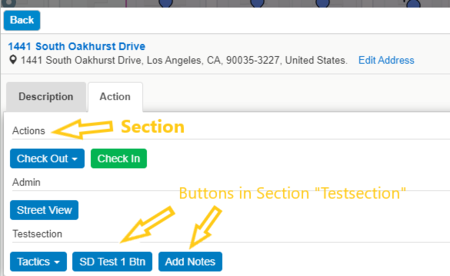 Back
1441 South Oakhurst Drive
1441 South Oakhurst Drive, Los Angeles, CA, 90035-3227, United States. Edit Address
Description Action
Actions
Section
Check Out Check In
Admin
Buttons in Section "Testsection"
Street View
Testsection
Tactics SD Test 1 Btn Add Notes